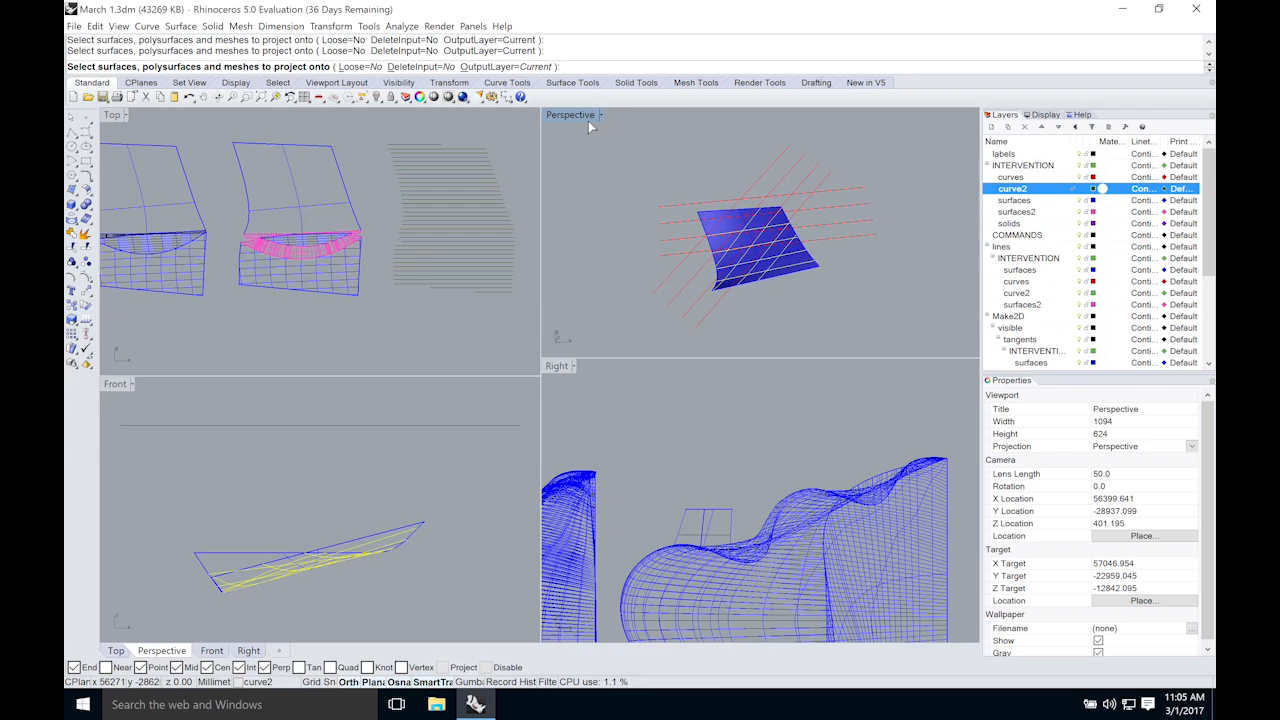 March 1.3dm (43269 KB) - Rhinoceros 5.0 Evaluation (36 Days Remaining)
File Edit View Curve Surface Solid Mesh Dimension Transform Tools Analyze Render Panels Help
Select surfaces, polysurfaces and meshes to project onto ( Loose=No DeleteInput=No OutputLayer=Current ):
Select surfaces, polysurfaces and meshes to project onto ( Loose=No DeleteInput=No OutputLayer=Current ):
Select surfaces, polysurfaces and meshes to project onto ( Loose=No DeleteInput=No OutputLayer=Current ):
Standard CPlanes Set View Display Select Viewport Layout Visibility Transform Curve Tools Surface Tools Solid Tools Mesh Tools Render Tools Drafting New in V5
Top
Perspective
Front
Right
Layers Display Help
Name Mate... Linet... Print ...
labels Conti... Default
INTERVENTION Conti... Default
curves Conti... Default
curve2 Con... Def...
surfaces Conti... Default
surfaces2 Conti... Default
solids Conti... Default
COMMANDS Conti... Default
lines Conti... Default
INTERVENTION Conti... Default
surfaces Conti... Default
curves Conti... Default
curve2 Conti... Default
surfaces2 Conti... Default
Make2D Conti... Default
visible Conti... Default
tangents Conti... Default
INTERVENTI... Conti... Default
surfaces Conti... Default
Properties
Viewport
Title Perspective
Width 1094
Height 624
Projection Perspective
Camera
Lens Length 50.0
Rotation 0.0
X Location 56399.641
Y Location -28937.099
Z Location 401.195
Location Place...
Target
X Target 57046.954
Y Target -22959.045
Z Target -12842.095
Location Place...
Wallpaper
Filename (none) ...
Show
Gray
Top Perspective Front Right
End Near Point Mid Cen Int Perp Tan Quad Knot Vertex Project Disable
CPlan x 56271 y -2862 z 0.00 Millimet curve2 Grid Sn Orth Plana Osna SmartTra Gumb Record Hist Filte CPU use: 1.1 %
Search the web and Windows
11:05 AM
3/1/2017